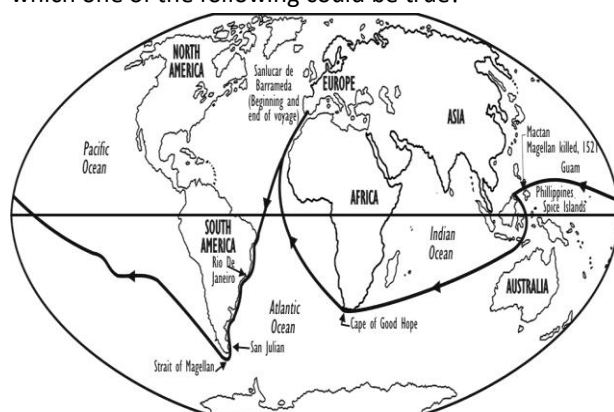 which one of the following could be true?
NORTH
AMERICA
Sanlucar de
Barrameda
(Beginning and
end of voyage)
EUROPE
ASIA
Pacific
Ocean
Mactan
Magellan killed, 1521
Guam
Phillippines
Spice Islands
AFRICA
SOUTH
AMERICA
Rio De
Janeiro
Indian
Ocean
AUSTRALIA
Atlantic
Ocean
Cape of Good Hope
San Julian
Strait of Magellan